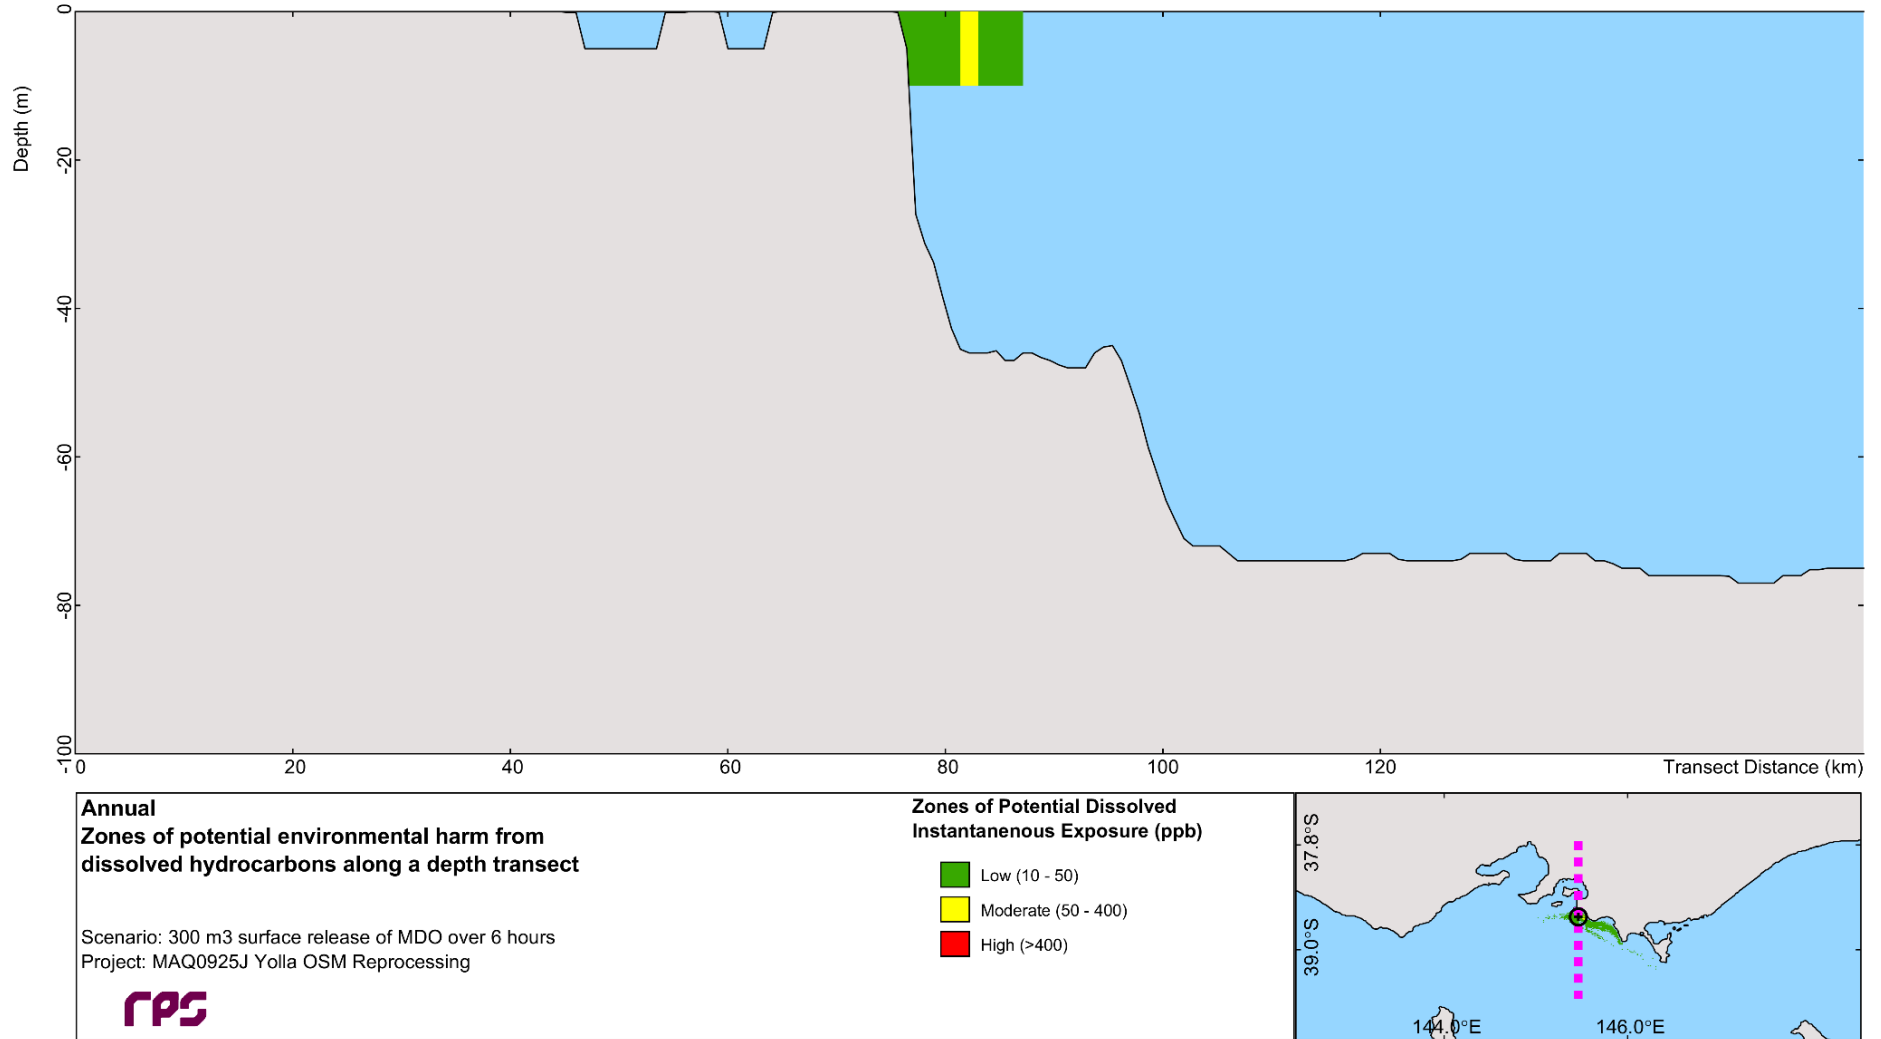 Depth (m)
0
-20
-40
-60
-80
-100
0
20
40
60
80
100
120
Transect Distance (km)
Annual
Zones of potential environmental harm from
dissolved hydrocarbons along a depth transect
Scenario: 300 m3 surface release of MDO over 6 hours
Project: MAQ0925J Yolla OSM Reprocessing
rps
Zones of Potential Dissolved
Instantanenous Exposure (ppb)
Low (10 - 50)
Moderate (50 - 400)
High (>400)
37.8°S
39.0°S
144.0°E
146.0°E